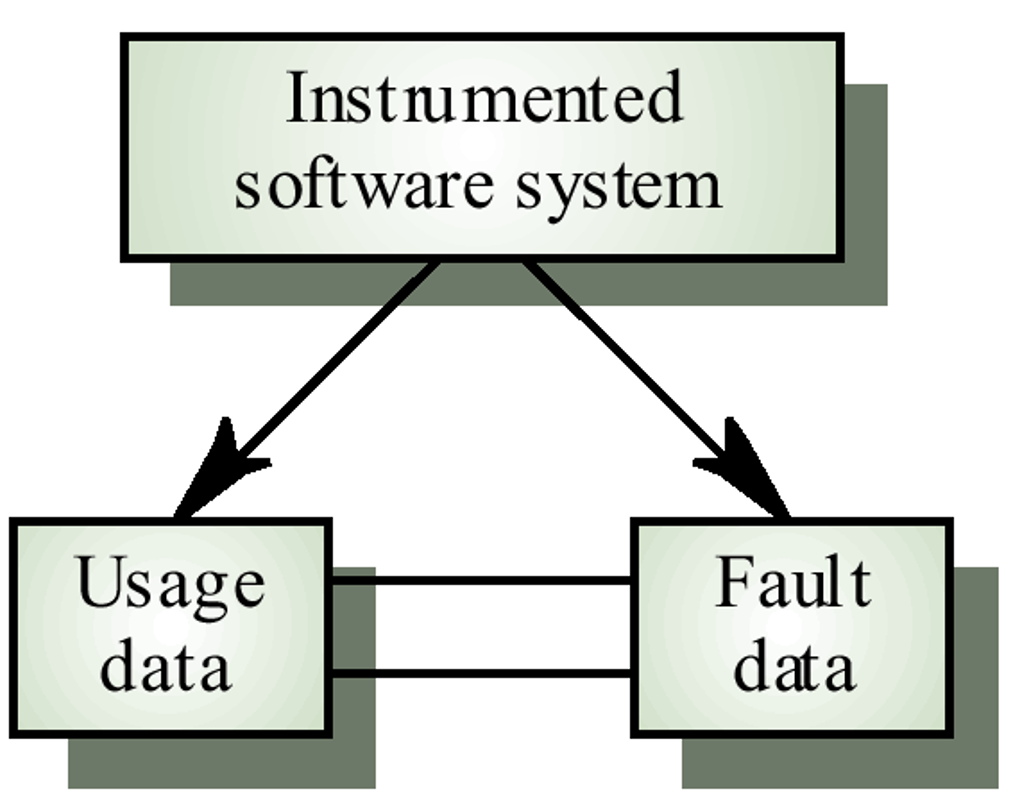 Instrumented
software system
Usage
data
Fault
data